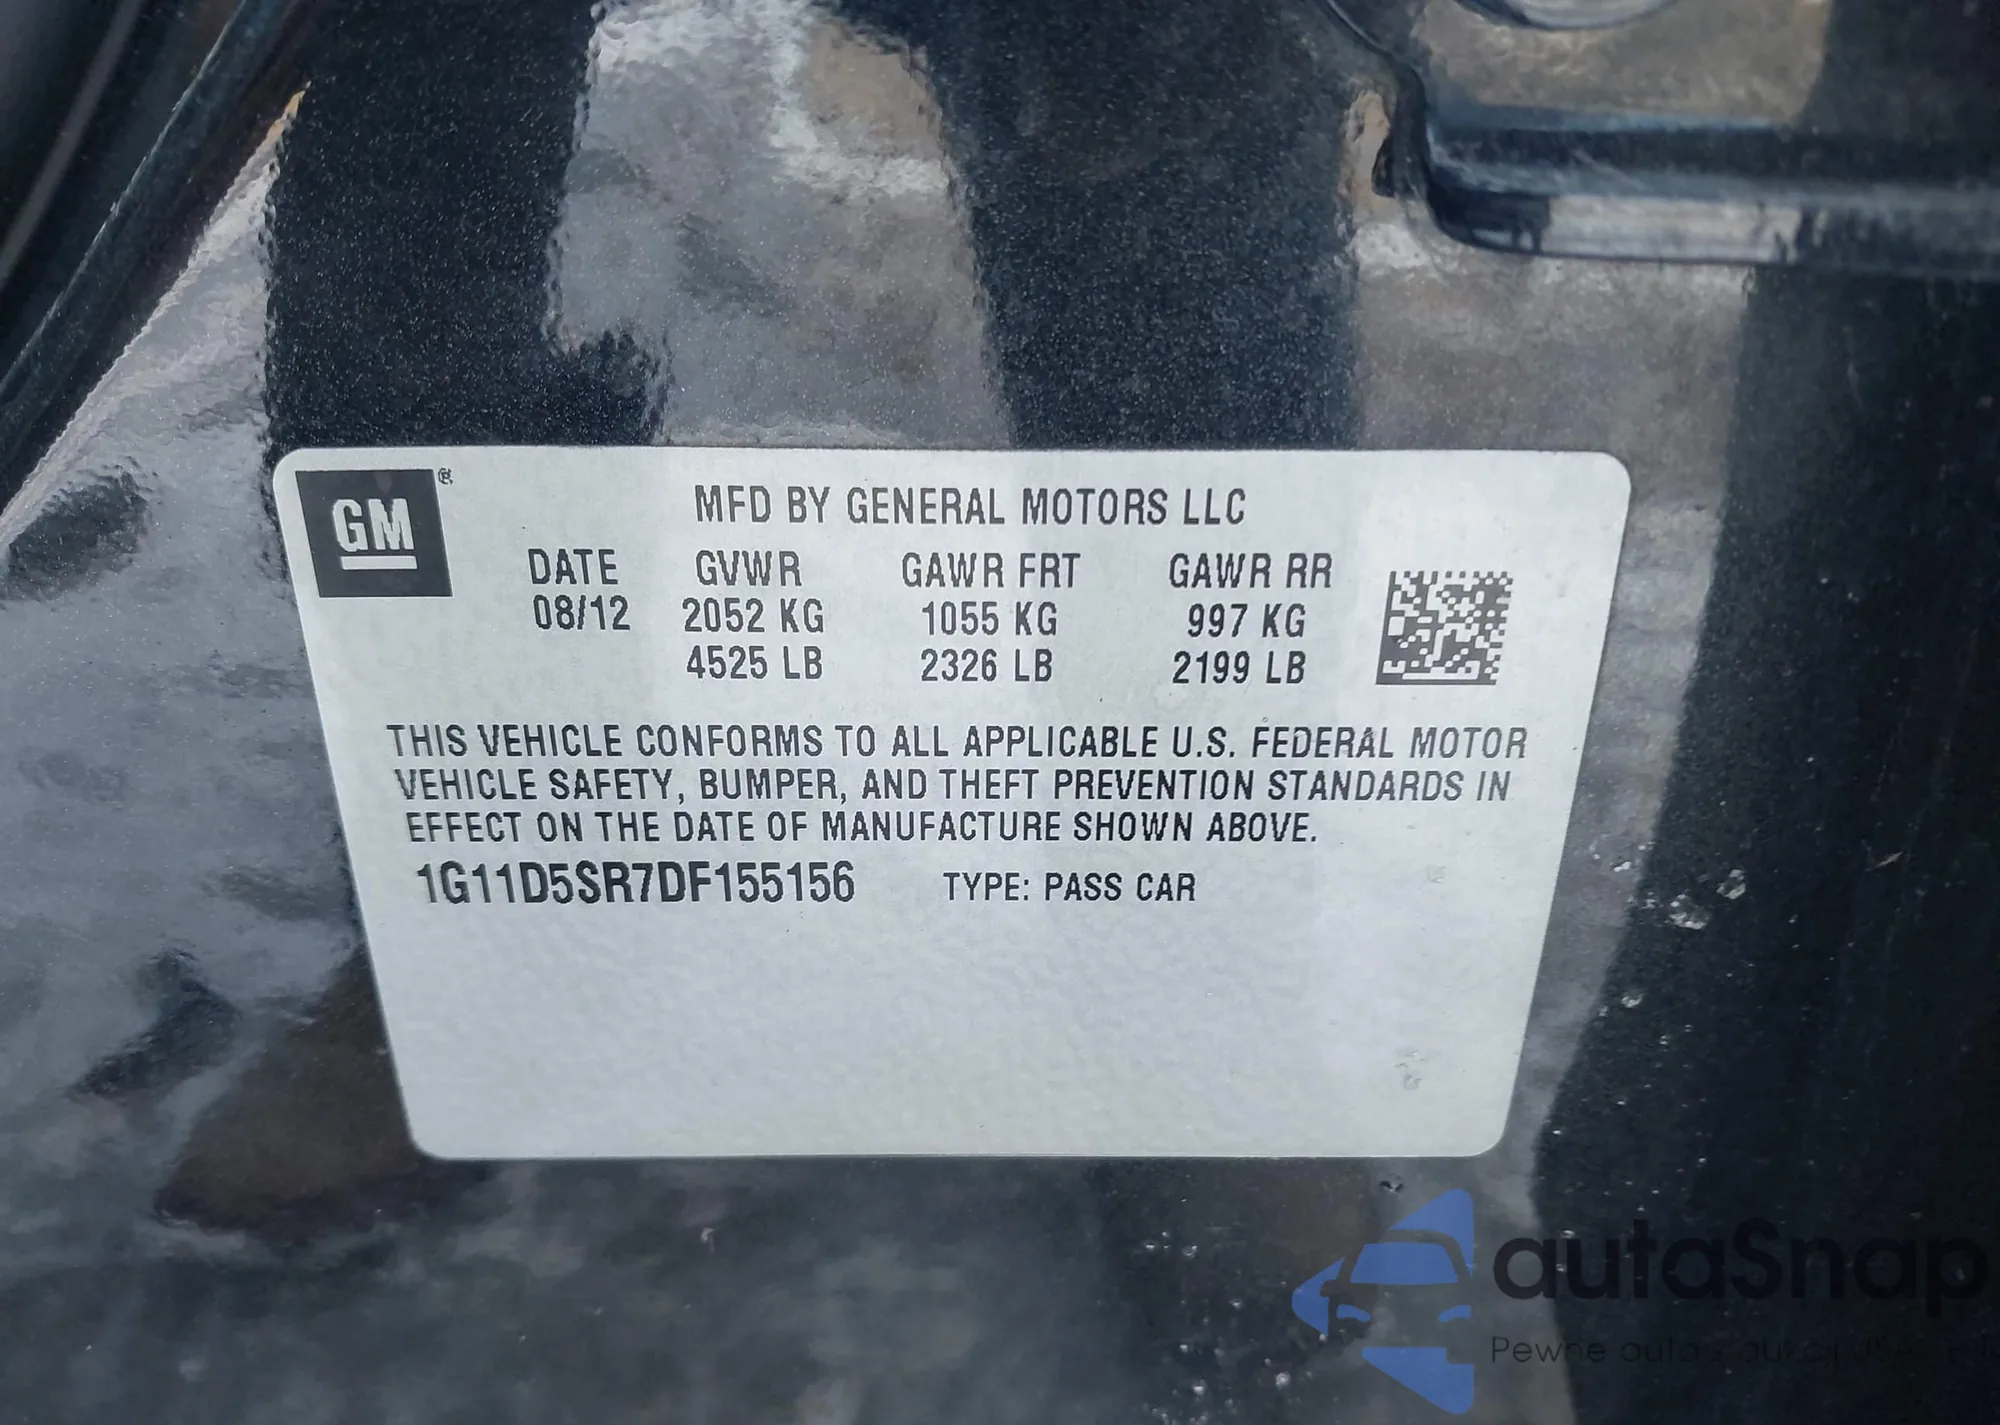 GM®
MFD BY GENERAL MOTORS LLC
DATE GVWR GAWR FRT GAWR RR
08/12 2052 KG 1055 KG 997 KG
4525 LB 2326 LB 2199 LB
THIS VEHICLE CONFORMS TO ALL APPLICABLE U.S. FEDERAL MOTOR
VEHICLE SAFETY, BUMPER, AND THEFT PREVENTION STANDARDS IN
EFFECT ON THE DATE OF MANUFACTURE SHOWN ABOVE.
1G11D5SR7DF155156 TYPE: PASS CAR
autaSnap
Pewne auta